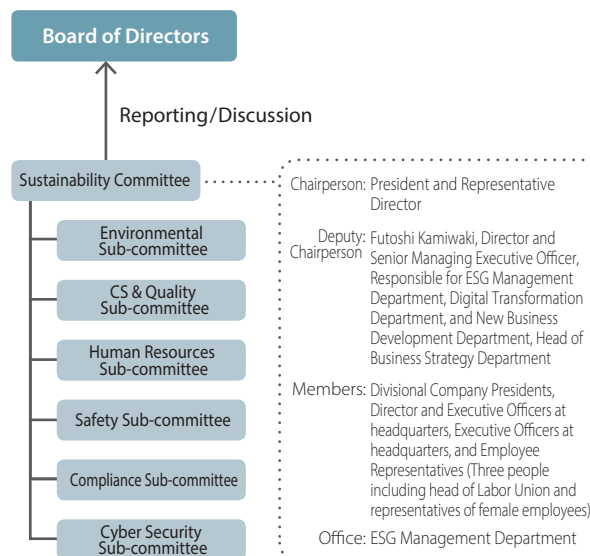 Board of Directors
Reporting/Discussion
Sustainability Committee
Environmental
Sub-committee
CS & Quality
Sub-committee
Human Resources
Sub-committee
Safety Sub-committee
Compliance Sub-committee
Cyber Security
Sub-committee
Chairperson: President and Representative
Director
Deputy: Futoshi Kamiwaki, Director and
Chairperson Senior Managing Executive Officer,
Responsible for ESG Management
Department, Digital Transformation
Department, and New Business
Development Department, Head of
Business Strategy Department
Members: Divisional Company Presidents,
Director and Executive Officers at
headquarters, Executive Officers at
headquarters, and Employee
Representatives (Three people
including head of Labor Union and
representatives of female employees)
Office: ESG Management Department